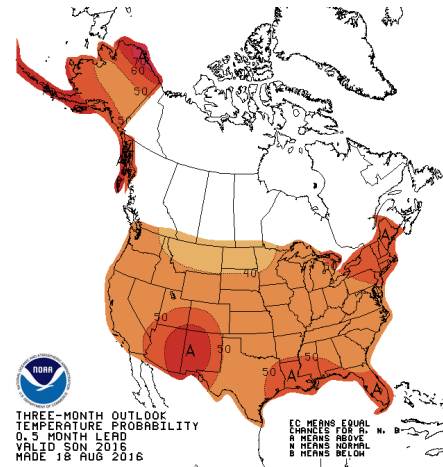 A
60
50
50
A
40
A
50
A
50
50
50
A
A
NOAA
THREE-MONTH OUTLOOK
TEMPERATURE PROBABILITY
0.5 MONTH LEAD
VALID SON 2016
MADE 18 AUG 2016
EC MEANS EQUAL
CHANCES FOR A, N, B
A MEANS ABOVE
N MEANS NORMAL
B MEANS BELOW